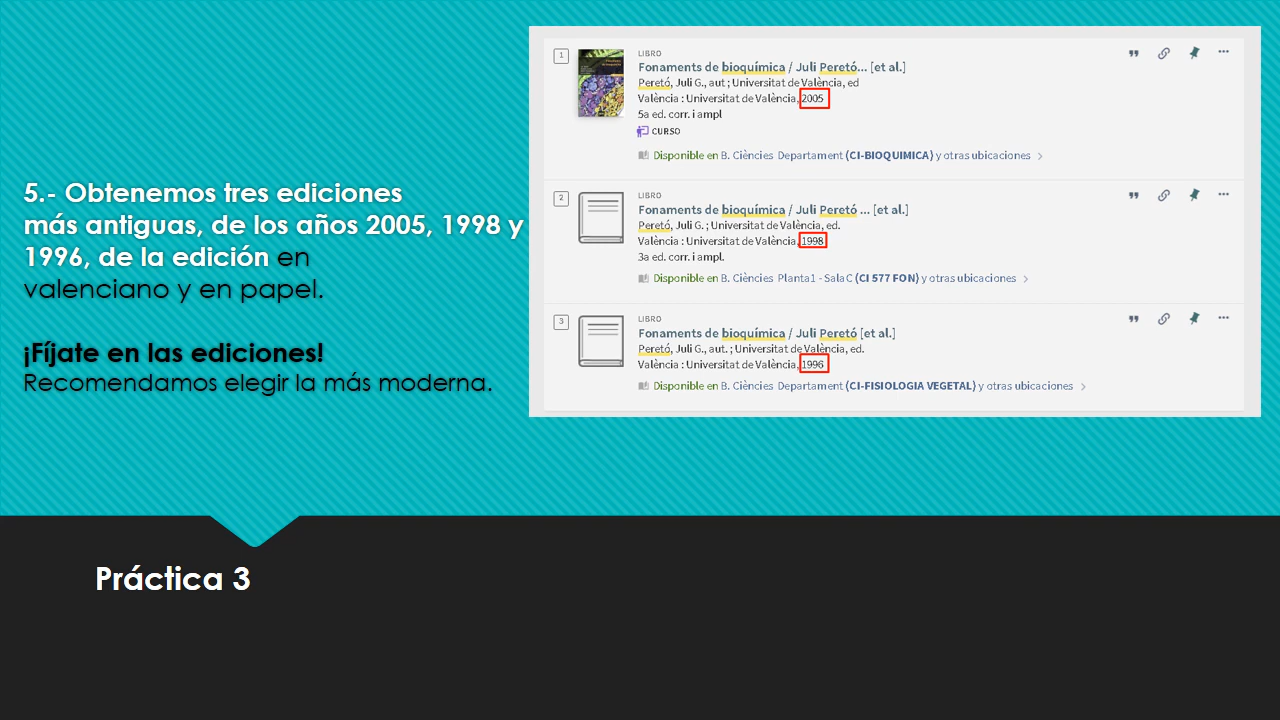 5.- Obtenemos tres ediciones
más antiguas, de los años 2005, 1998 y
1996, de la edición en
valenciano y en papel.
¡Fíjate en las ediciones!
Recomendamos elegir la más moderna.
1
LIBRO
Fonaments de bioquímica / Juli Peretó... [et al.]
Peretó, Juli G., aut ; Universitat de València, ed
València : Universitat de València, 2005
5a ed. corr. i ampl
CURSO
Disponible en B. Ciències Departament (CI-BIOQUIMICA) y otras ubicaciones
2
LIBRO
Fonaments de bioquímica / Juli Peretó ... [et al.]
Peretó, Juli G. ; Universitat de València, ed.
València : Universitat de València, 1998
3a ed. corr. i ampl.
Disponible en B. Ciències Planta1 - Sala C (CI 577 FON) y otras ubicaciones
3
LIBRO
Fonaments de bioquímica / Juli Peretó [et al.]
Peretó, Juli G., aut. ; Universitat de València, ed.
València : Universitat de València, 1996
Disponible en B. Ciències Departament (CI-FISIOLOGIA VEGETAL) y otras ubicaciones
Práctica 3